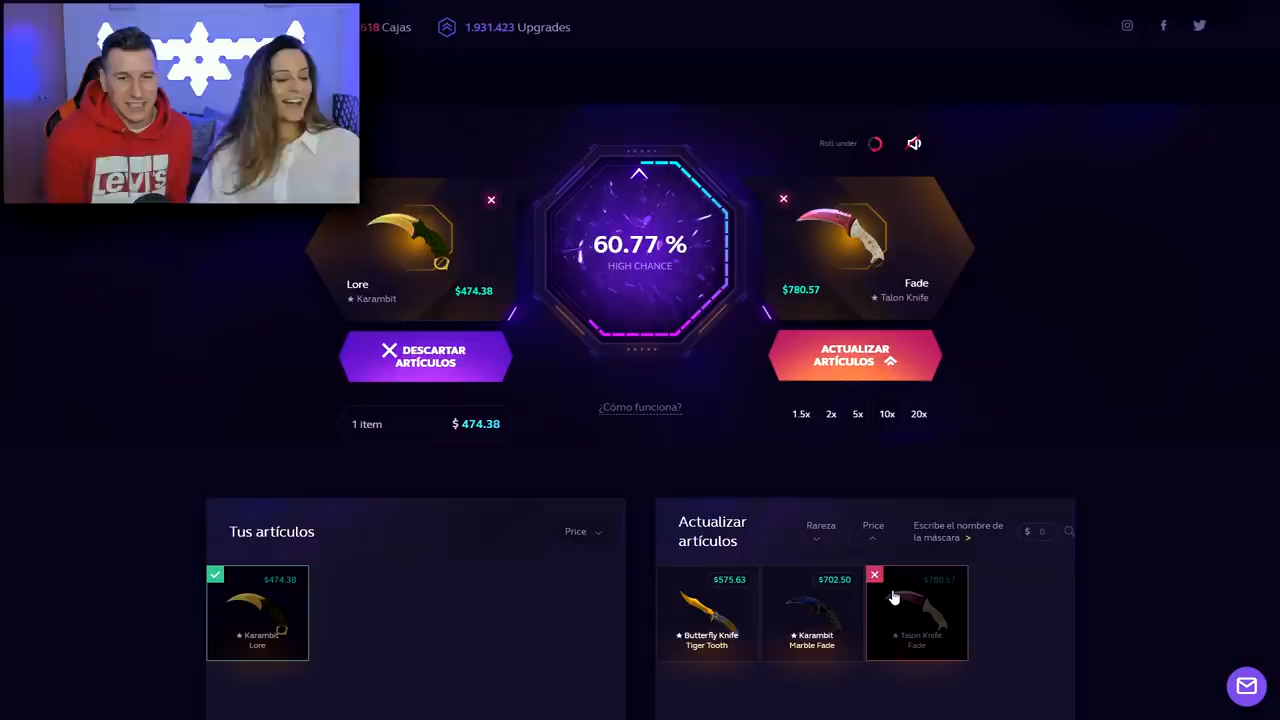 618 Cajas
1.931.423 Upgrades
LEVI'S
Roll under
60.77 %
HIGH CHANCE
Lore
★ Karambit
$474.38
$780.57
Fade
★ Talon Knife
DESCARTAR
ARTÍCULOS
ACTUALIZAR
ARTÍCULOS
1 item
$ 474.38
¿Cómo funciona?
1.5x 2x 5x 10x 20x
Tus artículos
Price
Actualizar
artículos
Rareza
Price
Escribe el nombre de
la máscara >
$ 0
$474.38
★ Karambit
Lore
$575.63
★ Butterfly Knife
Tiger Tooth
$702.50
★ Karambit
Marble Fade
$780.57
★ Talon Knife
Fade